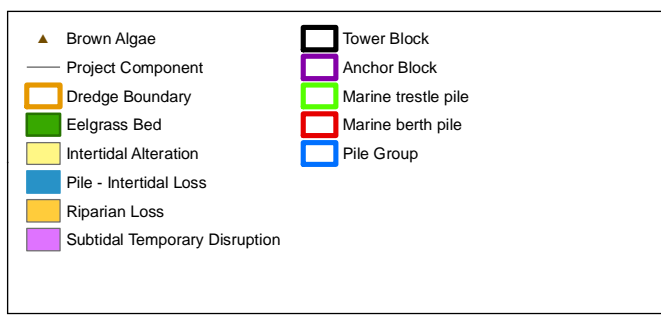 Brown Algae
Project Component
Dredge Boundary
Eelgrass Bed
Intertidal Alteration
Pile - Intertidal Loss
Riparian Loss
Subtidal Temporary Disruption
Tower Block
Anchor Block
Marine trestle pile
Marine berth pile
Pile Group